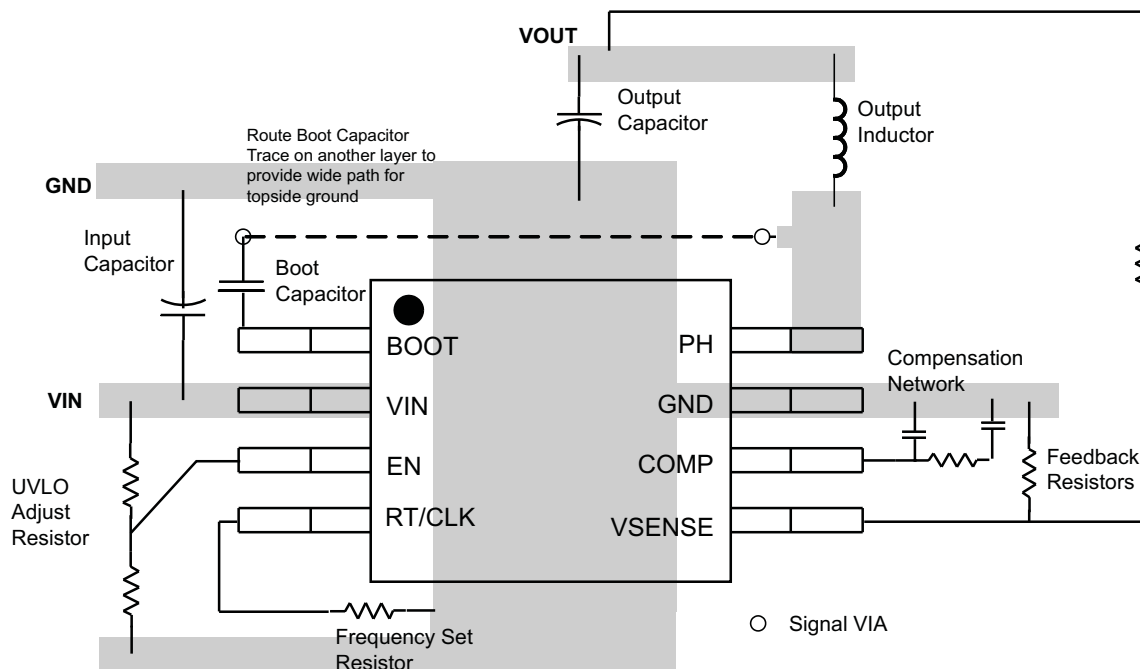 VOUT
Output
Capacitor
Output
Inductor
Route Boot Capacitor
Trace on another layer to
provide wide path for
topside ground
GND
Input
Capacitor
Boot
Capacitor
BOOT
PH
Compensation
Network
VIN
VIN
GND
EN
COMP
Feedback
Resistors
UVLO
Adjust
Resistor
RT/CLK
VSENSE
Signal VIA
Frequency Set
Resistor